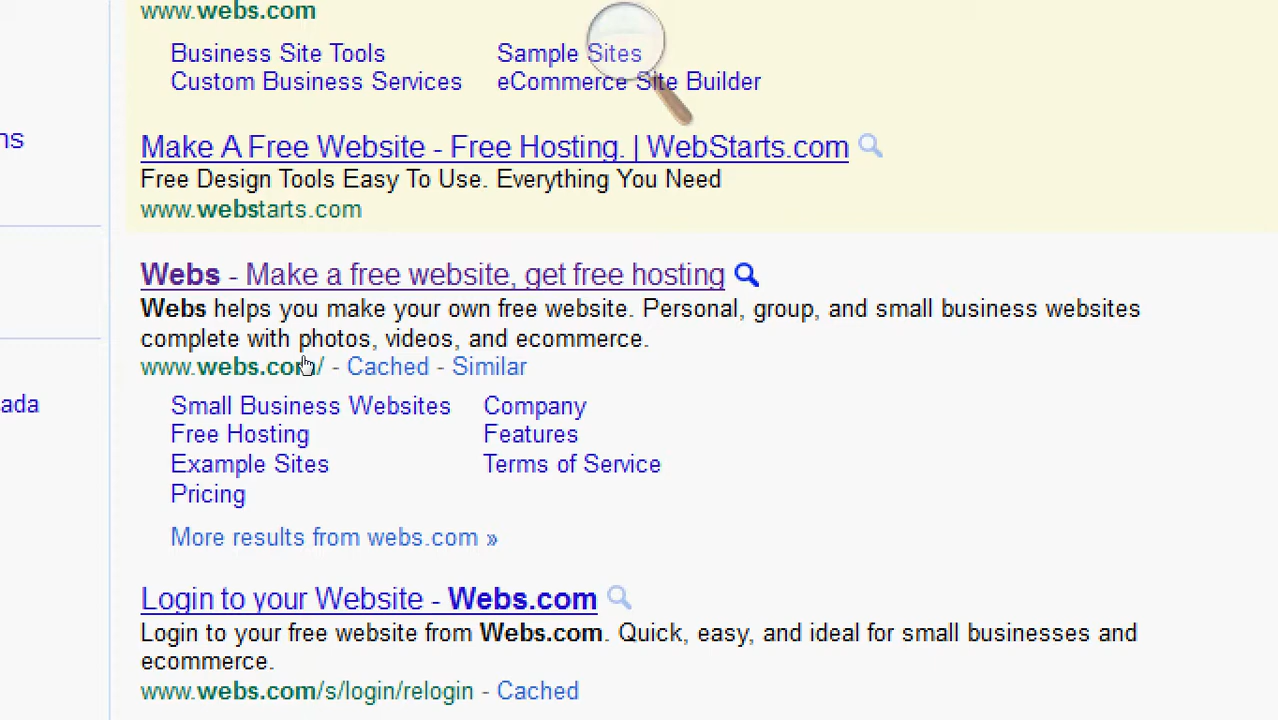 www.webs.com
Business Site Tools Sample Sites
Custom Business Services eCommerce Site Builder
Make A Free Website - Free Hosting. | WebStarts.com
Free Design Tools Easy To Use. Everything You Need
www.webstarts.com
Webs - Make a free website, get free hosting
Webs helps you make your own free website. Personal, group, and small business websites
complete with photos, videos, and ecommerce.
www.webs.com/ - Cached - Similar
Small Business Websites Company
ada
Free Hosting Features
Example Sites Terms of Service
Pricing
More results from webs.com »
Login to your Website - Webs.com
Login to your free website from Webs.com. Quick, easy, and ideal for small businesses and
ecommerce.
www.webs.com/s/login/relogin - Cached